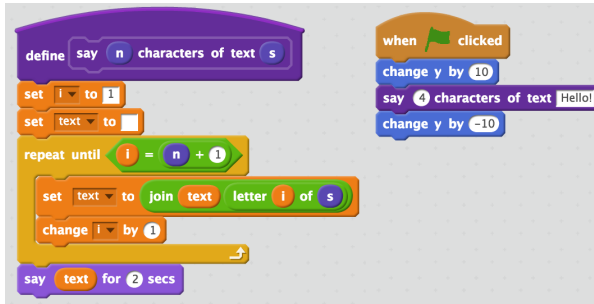 define say n characters of text s
set i to 1
set text to
repeat until i = n + 1
set text to join text letter i of s
change i by 1
say text for 2 secs
when clicked
change y by 10
say 4 characters of text Hello!
change y by -10